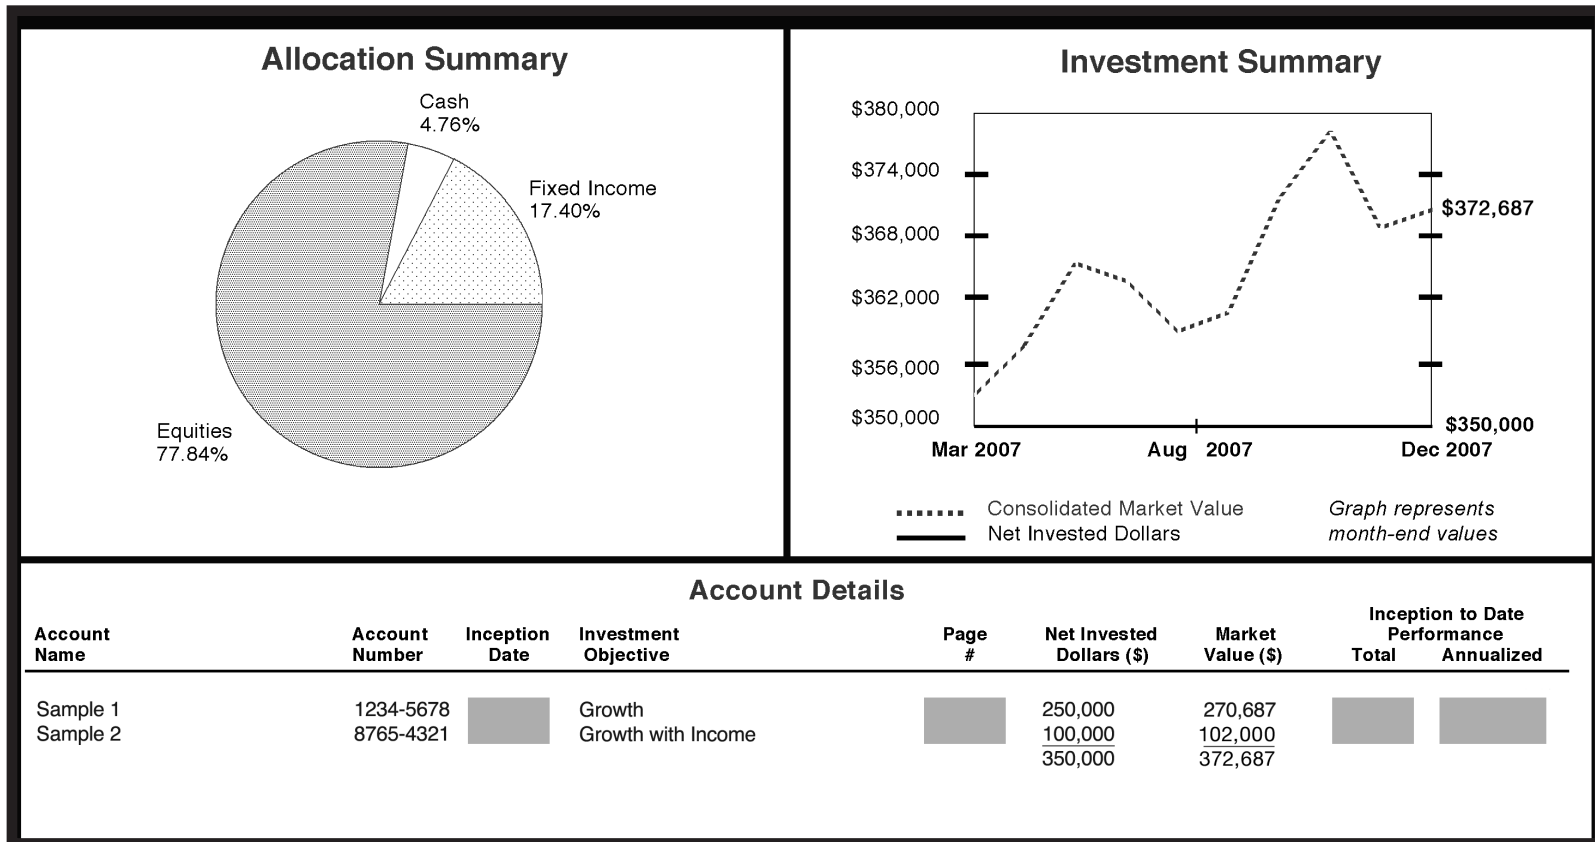 Allocation Summary
Cash
4.76%
Fixed Income
17.40%
Equities
77.84%
Investment Summary
$380,000
$374,000
$368,000
$362,000
$356,000
$350,000
$372,687
$350,000
Mar 2007 Aug 2007 Dec 2007
Consolidated Market Value
Net Invested Dollars
Graph represents
month-end values
Account Details
Inception to Date
Account Account Inception Investment Page Net Invested Market Performance
Name Number Date Objective # Dollars ($) Value ($) Total Annualized
Sample 1 1234-5678 Growth 250,000 270,687
Sample 2 8765-4321 Growth with Income 100,000 102,000
350,000 372,687